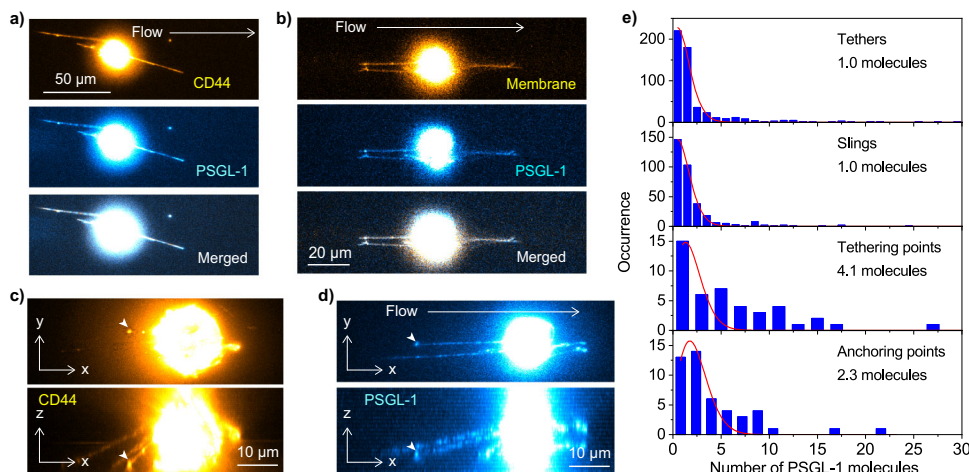 a)
Flow
50 µm
CD44
PSGL-1
Merged
b)
Flow
Membrane
PSGL-1
20 µm
Merged
c)
y
x
CD44
z
x
10 µm
d)
Flow
y
x
PSGL-1
z
x
10 µm
e)
Occurrence
200
100
0
Tethers
1.0 molecules
150
100
50
0
Slings
1.0 molecules
15
10
5
0
Tethering points
4.1 molecules
15
10
5
0
Anchoring points
2.3 molecules
0 5 10 15 20 25 30
Number of PSGL-1 molecules